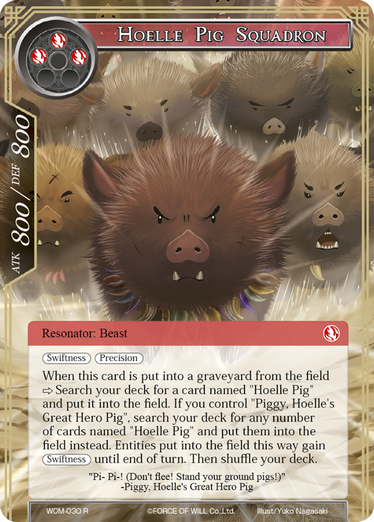 Hoelle Pig Squadron
ATK 800 / DEF 800
Resonator: Beast
Swiftness Precision
When this card is put into a graveyard from the field
⇨ Search your deck for a card named "Hoelle Pig"
and put it into the field. If you control "Piggy, Hoelle's
Great Hero Pig", search your deck for any number
of cards named "Hoelle Pig" and put them into the
field instead. Entities put into the field this way gain
Swiftness until end of turn. Then shuffle your deck.
"Pi- Pi-! (Don't flee! Stand your ground pigs!)"
-Piggy, Hoelle's Great Hero Pig
WOM-030 R ©FORCE OF WILL Co.,Ltd. Illust/Yuko Nagasaki